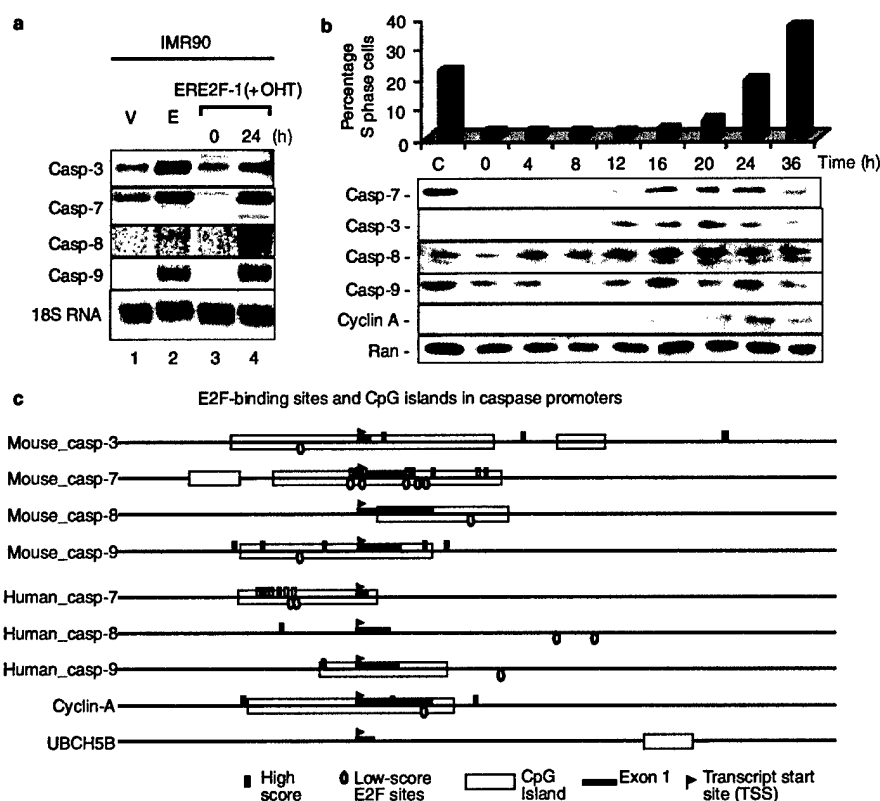 a
IMR90
ERE2F-1(+OHT)
V E 0 24 (h)
Casp-3
Casp-7
Casp-8
Casp-9
18S RNA
1 2 3 4
b
Percentage
S phase cells
40
30
20
10
0
C 0 4 8 12 16 20 24 36 Time (h)
Casp-7 -
Casp-3 -
Casp-8 -
Casp-9 -
Cyclin A -
Ran -
c
E2F-binding sites and CpG islands in caspase promoters
Mouse_casp-3
Mouse_casp-7
Mouse_casp-8
Mouse_casp-9
Human_casp-7
Human_casp-8
Human_casp-9
Cyclin-A
UBCH5B
High
score
Low-score
E2F sites
CpG
Island
Exon 1
Transcript start
site (TSS)